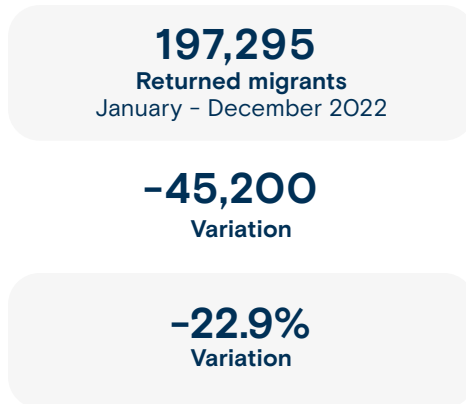 197,295
Returned migrants
January - December 2022
-45,200
Variation
-22.9%
Variation